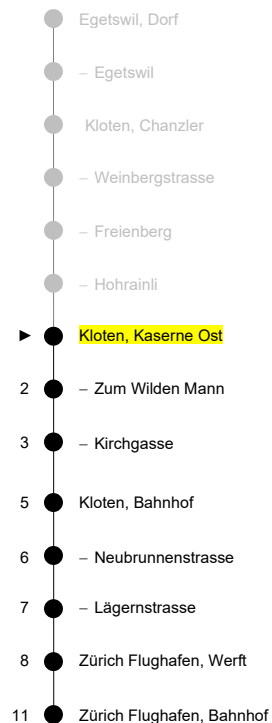 Egetswil, Dorf
– Egetswil
Kloten, Chanzler
– Weinbergstrasse
– Freienberg
– Hohrainli
► Kloten, Kaserne Ost
2 – Zum Wilden Mann
3 – Kirchgasse
5 Kloten, Bahnhof
6 – Neubrunnenstrasse
7 – Lägernstrasse
8 Zürich Flughafen, Werft
11 Zürich Flughafen, Bahnhof